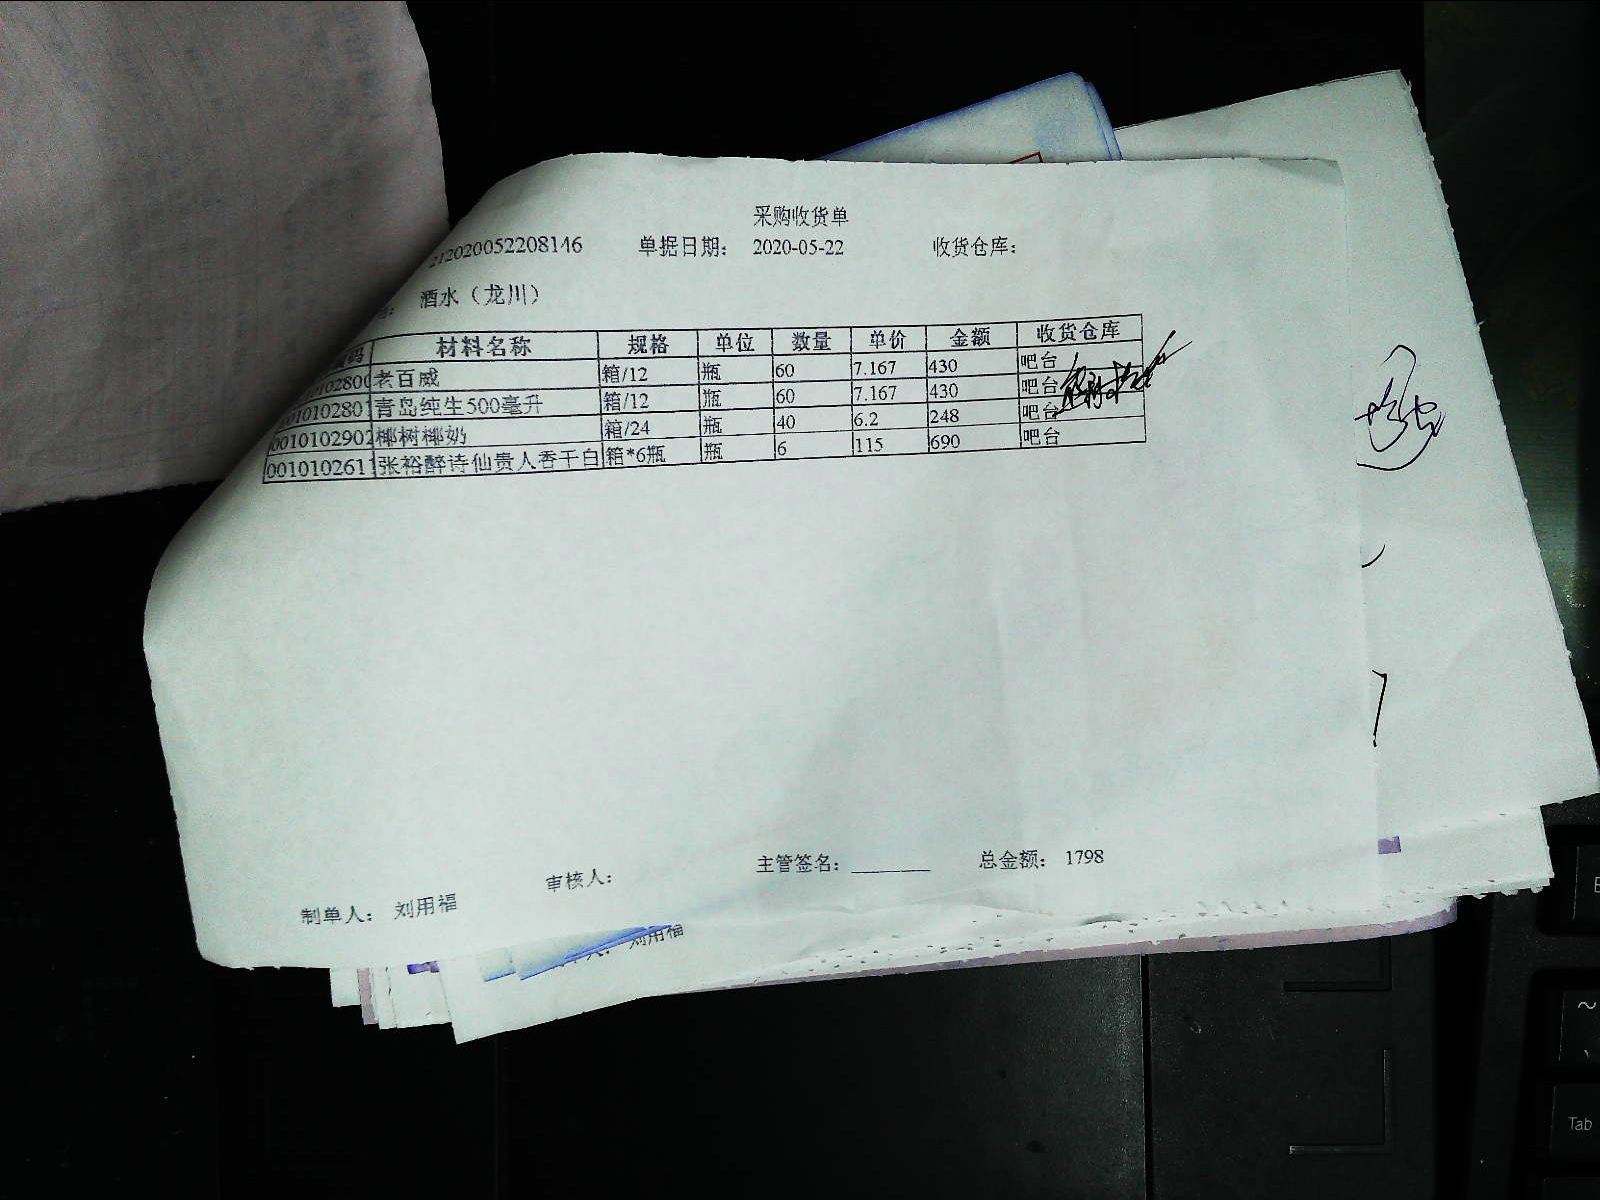 采购收货单
212020052208146 单据日期: 2020-05-22 收货仓库:
酒水（龙川）
码 材料名称 规格 单位 数量 单价 金额 收货仓库
0102800 老百威 箱/12 瓶 60 7.167 430 吧台
0010102801 青岛纯生500毫升 箱/12 瓶 60 7.167 430 吧台
0010102902 椰树椰奶 箱/24 瓶 40 6.2 248 吧台
0010102611 张裕醉诗仙贵人香干白 箱*6瓶 瓶 6 115 690 吧台
制单人: 刘用福 审核人: 主管签名: 总金额: 1798
刘用福
Tab